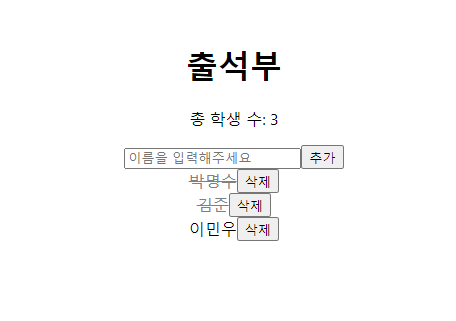 출석부
총 학생 수: 3
이름을 입력해주세요 추가
박명수 삭제
김준 삭제
이민우 삭제